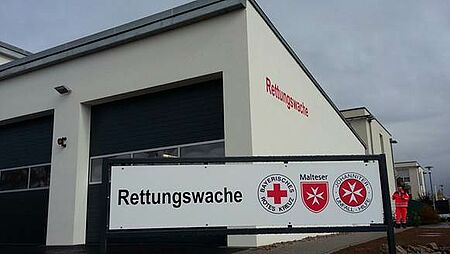 Rettungswache
Rettungswache
BAYERISCHES
ROTES KREUZ
Malteser
JOHANNITER
UNFALL-HILFE